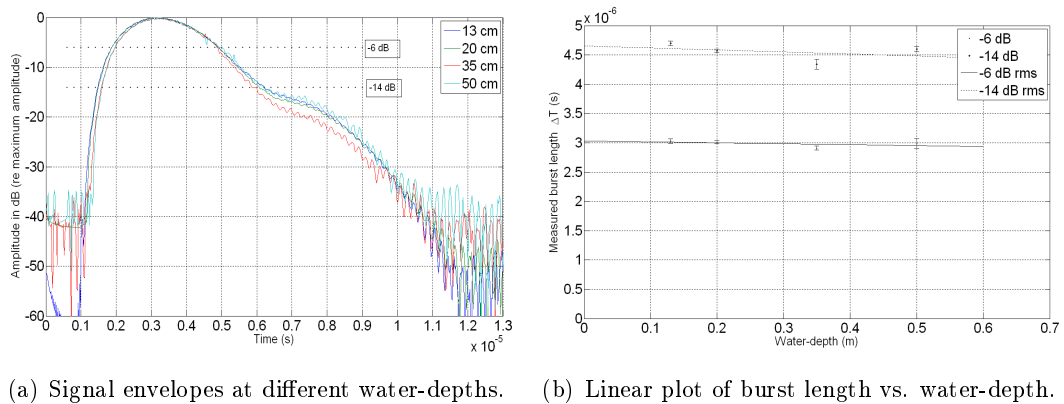 0
-10
-20
-30
-40
-50
-60
Amplitude in dB (re maximum amplitude)
0 0.1 0.2 0.3 0.4 0.5 0.6 0.7 0.8 0.9 1 1.1 1.2 1.3
Time (s)
x 10-5
-6 dB
-14 dB
13 cm
20 cm
35 cm
50 cm
x 10-6
5
4.5
4
3.5
3
2.5
2
1.5
1
0.5
0
Measured burst length ΔT (s)
0 0.1 0.2 0.3 0.4 0.5 0.6 0.7
Water-depth (m)
-6 dB
-14 dB
-6 dB rms
-14 dB rms
(a) Signal envelopes at different water-depths.
(b) Linear plot of burst length vs. water-depth.